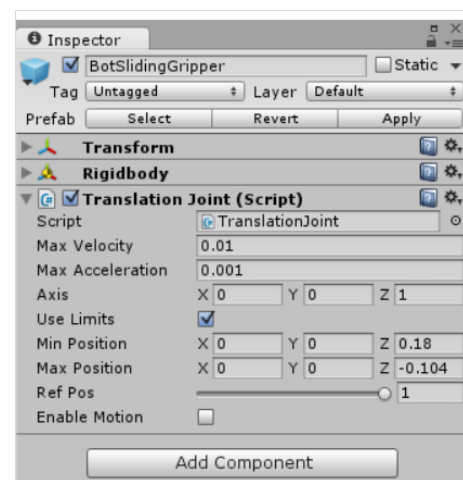 Inspector
BotSlidingGripper Static
Tag Untagged Layer Default
Prefab Select Revert Apply
Transform
Rigidbody
Translation Joint (Script)
Script TranslationJoint
Max Velocity 0.01
Max Acceleration 0.001
Axis X 0 Y 0 Z 1
Use Limits
Min Position X 0 Y 0 Z 0.18
Max Position X 0 Y 0 Z -0.104
Ref Pos 1
Enable Motion
Add Component